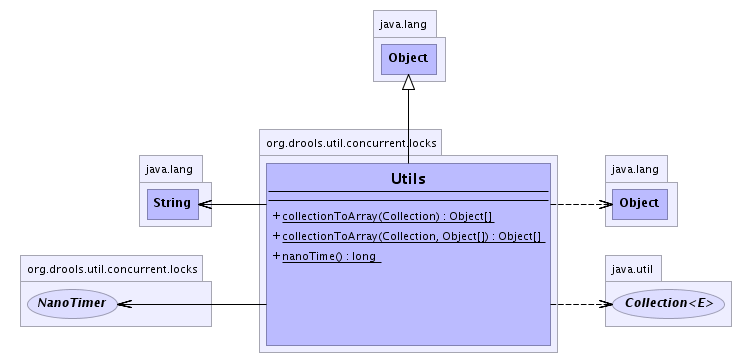 java.lang
Object
org.drools.util.concurrent.locks
java.lang
String
Utils
java.lang
Object
+ collectionToArray(Collection) : Object[]
+ collectionToArray(Collection, Object[]) : Object[]
+ nanoTime() : long
org.drools.util.concurrent.locks
NanoTimer
java.util
Collection<E>